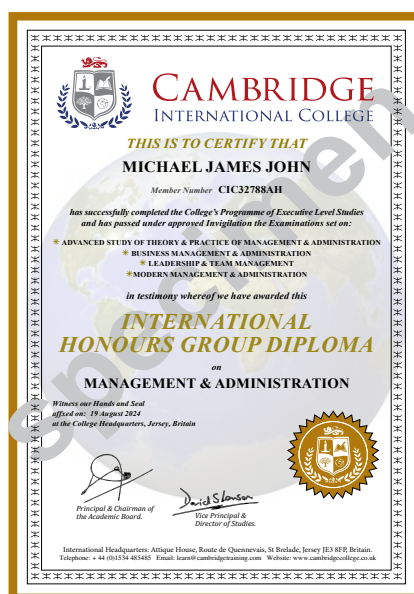 CAMBRIDGE
INTERNATIONAL COLLEGE
THIS IS TO CERTIFY THAT
MICHAEL JAMES JOHN
Member Number CIC32788AH
has successfully completed the College's Programme of Executive Level Studies
and has passed under approved Invigilation the Examinations set on:
✴ ADVANCED STUDY OF THEORY & PRACTICE OF MANAGEMENT & ADMINISTRATION
✴ BUSINESS MANAGEMENT & ADMINISTRATION
✴ LEADERSHIP & TEAM MANAGEMENT
✴MODERN MANAGEMENT & ADMINISTRATION
in testimony whereof we have awarded this
INTERNATIONAL
HONOURS GROUP DIPLOMA
on
MANAGEMENT & ADMINISTRATION
Witness our Hands and Seal
affixed on: 19 August 2024
at the College Headquarters, Jersey, Britain
Principal & Chairman of
the Academic Board.
David S Lawson
Vice Principal &
Director of Studies.
International Headquarters: Attique House, Route de Quennevais, St Brelade, Jersey JE3 8FP, Britain.
Telephone: + 44 (0)1534 485485 Email: learn@cambridgetraining.com Website: www.cambridgecollege.co.uk
specimen